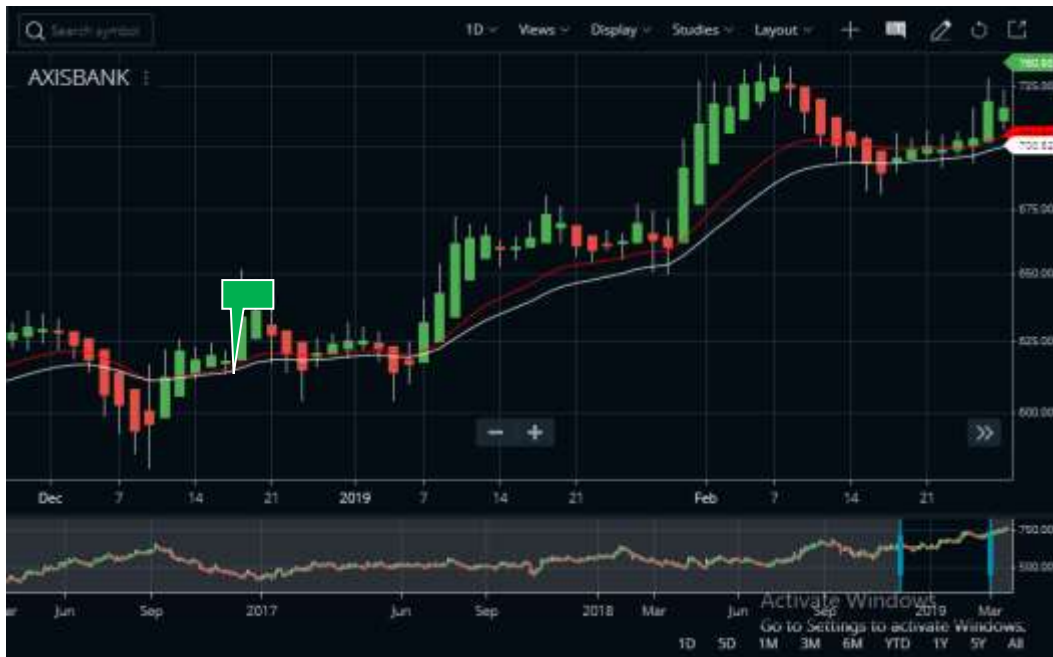 Search symbol 1D Views Display Studies Layout
AXISBANK
725.00
700.62
675.00
650.00
625.00
600.00
Dec 7 14 21 2019 7 14 21 Feb 7 14 21
750.00
500.00
Jun Sep 2017 Jun Sep 2018 Mar Jun Sep 2019 Mar
Activate Windows
Go to Settings to activate Windows.
1D 5D 1M 3M 6M YTD 1Y 5Y All